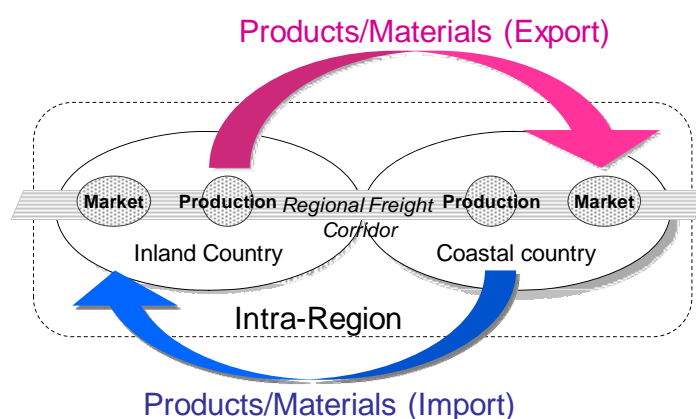 Products/Materials (Export)
Market
Production
Regional Freight
Corridor
Production
Market
Inland Country
Coastal country
Intra-Region
Products/Materials (Import)